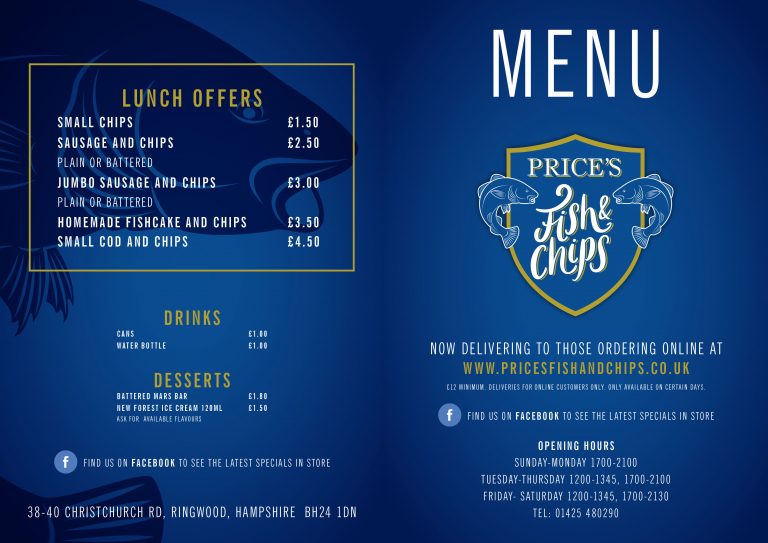 LUNCH OFFERS
SMALL CHIPS £1.50
SAUSAGE AND CHIPS £2.50
PLAIN OR BATTERED
JUMBO SAUSAGE AND CHIPS £3.00
PLAIN OR BATTERED
HOMEMADE FISHCAKE AND CHIPS £3.50
SMALL COD AND CHIPS £4.50
DRINKS
CANS £1.00
WATER BOTTLE £1.00
DESSERTS
BATTERED MARS BAR £1.80
NEW FOREST ICE CREAM 120ML £1.50
ASK FOR AVAILABLE FLAVOURS
f FIND US ON FACEBOOK TO SEE THE LATEST SPECIALS IN STORE
38-40 CHRISTCHURCH RD, RINGWOOD, HAMPSHIRE BH24 1DN
MENU
PRICE'S
Fish &
Chips
NOW DELIVERING TO THOSE ORDERING ONLINE AT
WWW.PRICESFISHANDCHIPS.CO.UK
£12 MINIMUM. DELIVERIES FOR ONLINE CUSTOMERS ONLY. ONLY AVAILABLE ON CERTAIN DAYS.
f FIND US ON FACEBOOK TO SEE THE LATEST SPECIALS IN STORE
OPENING HOURS
SUNDAY-MONDAY 1700-2100
TUESDAY-THURSDAY 1200-1345, 1700-2100
FRIDAY- SATURDAY 1200-1345, 1700-2130
TEL: 01425 480290